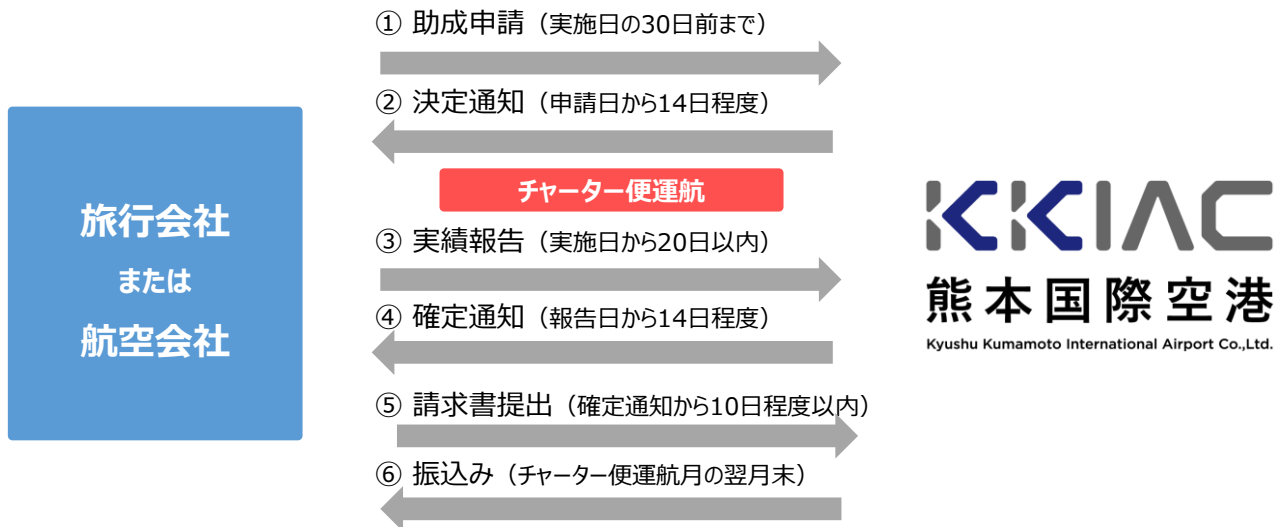 ① 助成申請（実施日の30日前まで）
② 決定通知（申請日から14日程度）
チャーター便運航
旅行会社
または
航空会社
③ 実績報告（実施日から20日以内）
④ 確定通知（報告日から14日程度）
⑤ 請求書提出（確定通知から10日程度以内）
⑥ 振込み（チャーター便運航月の翌月末）
KKIAC
熊本国際空港
Kyushu Kumamoto International Airport Co.,Ltd.